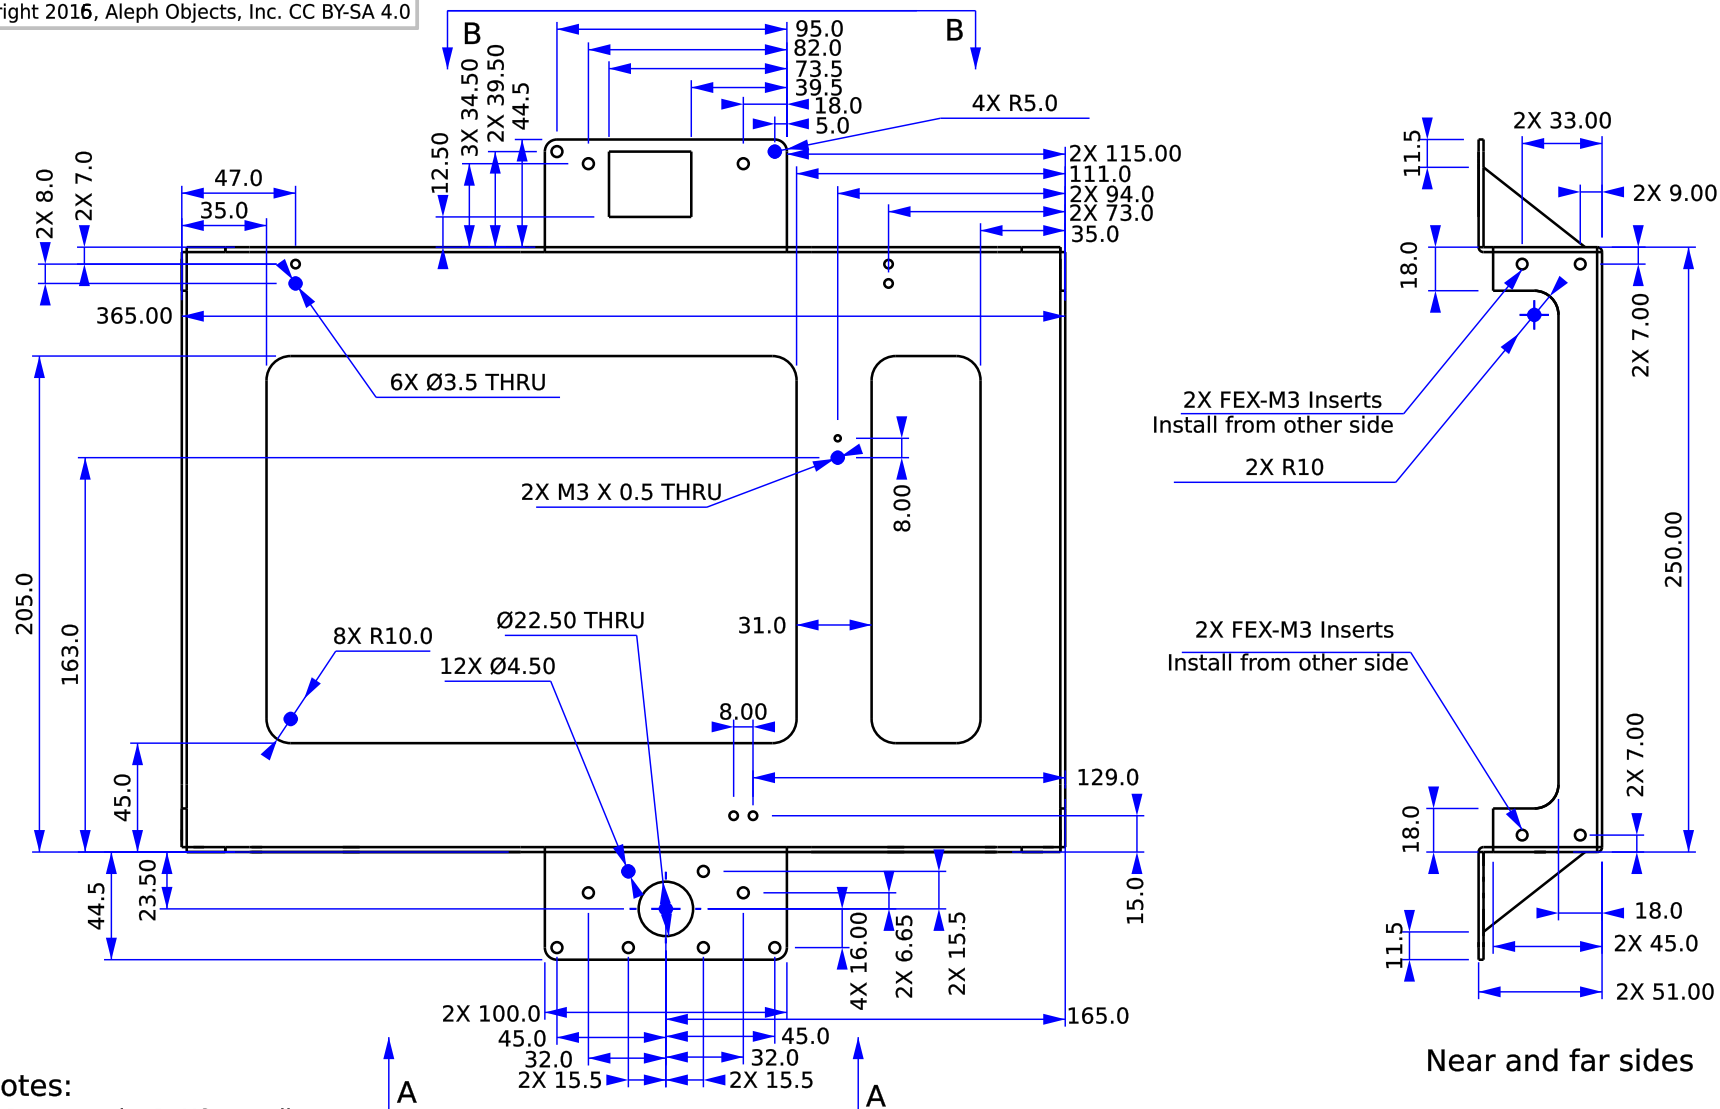 right 2015, Aleph Objects, Inc. CC BY-SA 4.0
B
B
95.0
82.0
73.5
39.5
18.0
5.0
4X R5.0
3X 34.50
2X 39.50
44.5
12.50
2X 115.00
111.0
2X 94.0
2X 73.0
35.0
2X 8.0
2X 7.0
47.0
35.0
365.00
6X Ø3.5 THRU
2X M3 X 0.5 THRU
8.00
205.0
163.0
8X R10.0
Ø22.50 THRU
12X Ø4.50
31.0
8.00
129.0
45.0
44.5
23.50
15.0
4X 16.00
2X 6.65
2X 15.5
2X 100.0
165.0
45.0
45.0
32.0
32.0
2X 15.5
2X 15.5
A
A
otes:
11.5
2X 33.00
2X 9.00
18.0
2X 7.00
2X FEX-M3 Inserts
Install from other side
2X R10
250.00
2X FEX-M3 Inserts
Install from other side
2X 7.00
18.0
18.0
11.5
2X 45.0
2X 51.00
Near and far sides